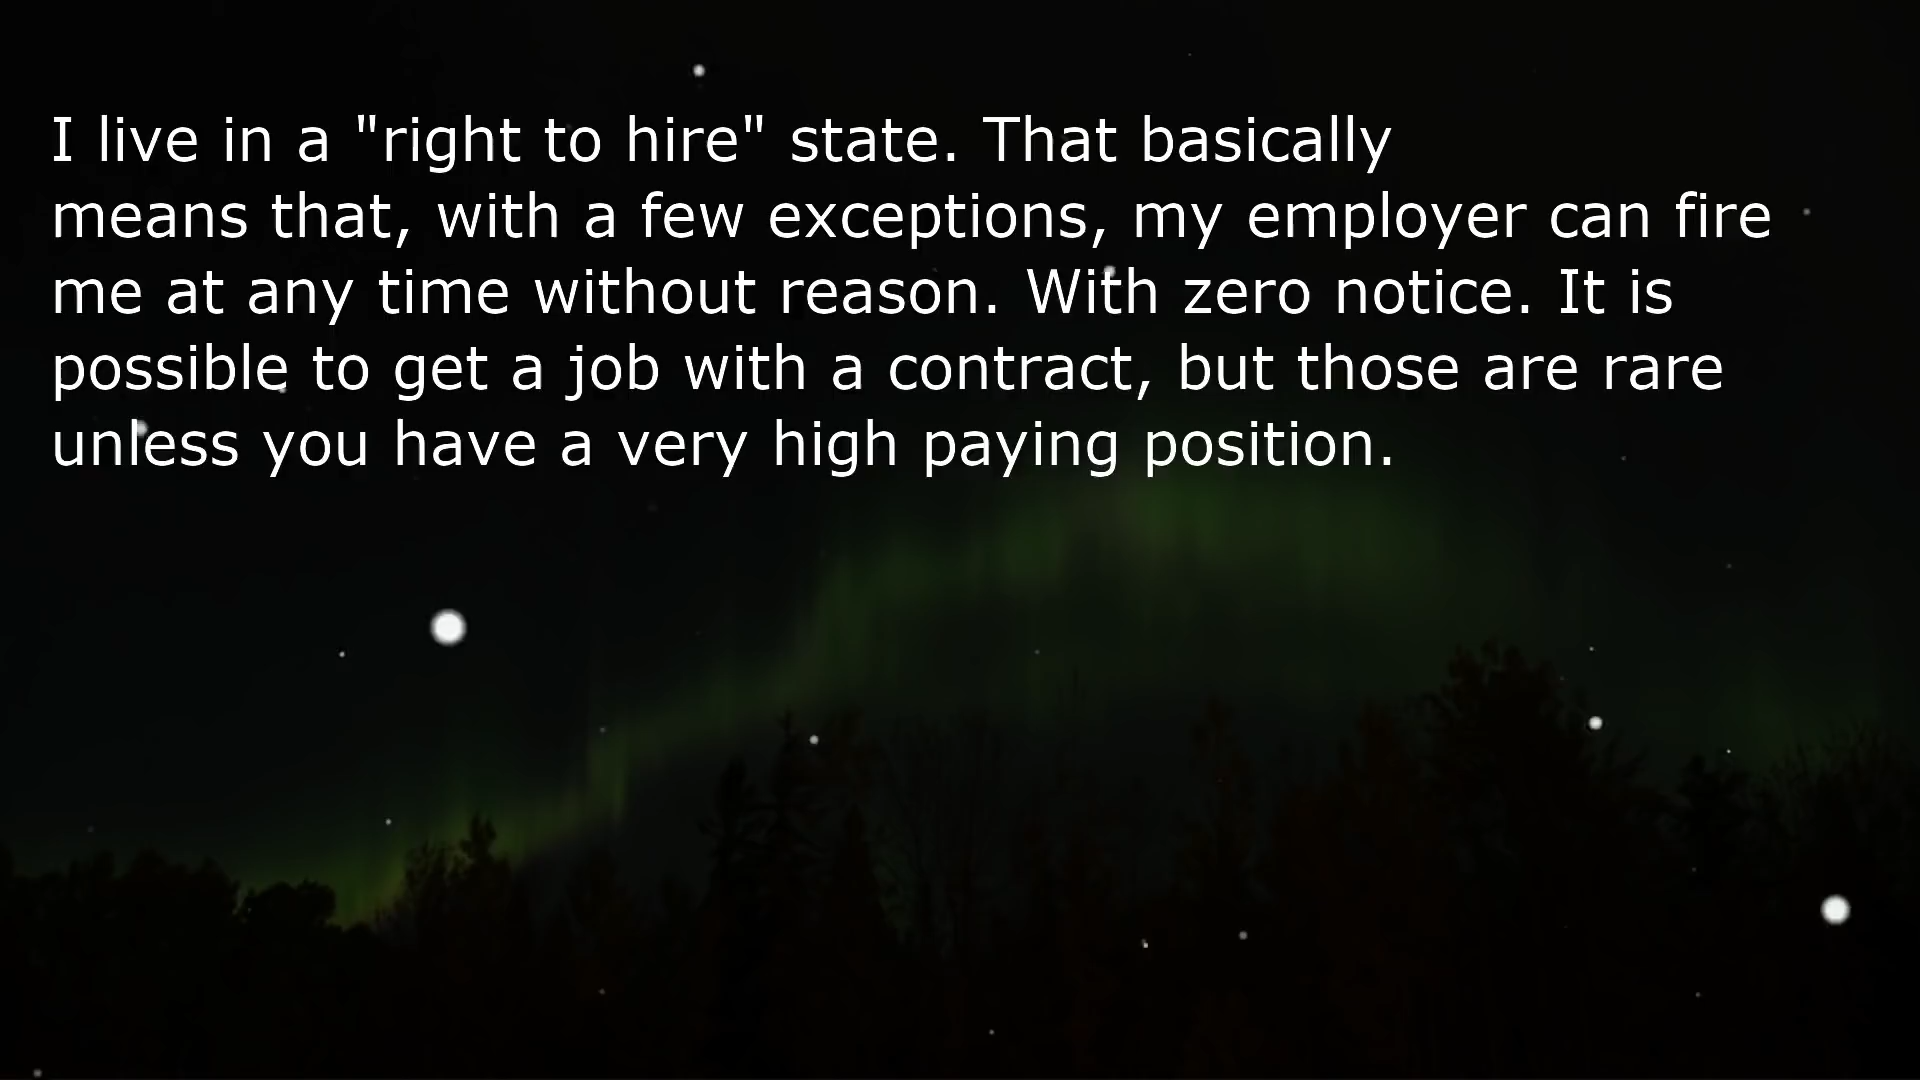 I live in a "right to hire" state. That basically
means that, with a few exceptions, my employer can fire
me at any time without reason. With zero notice. It is
possible to get a job with a contract, but those are rare
unless you have a very high paying position.